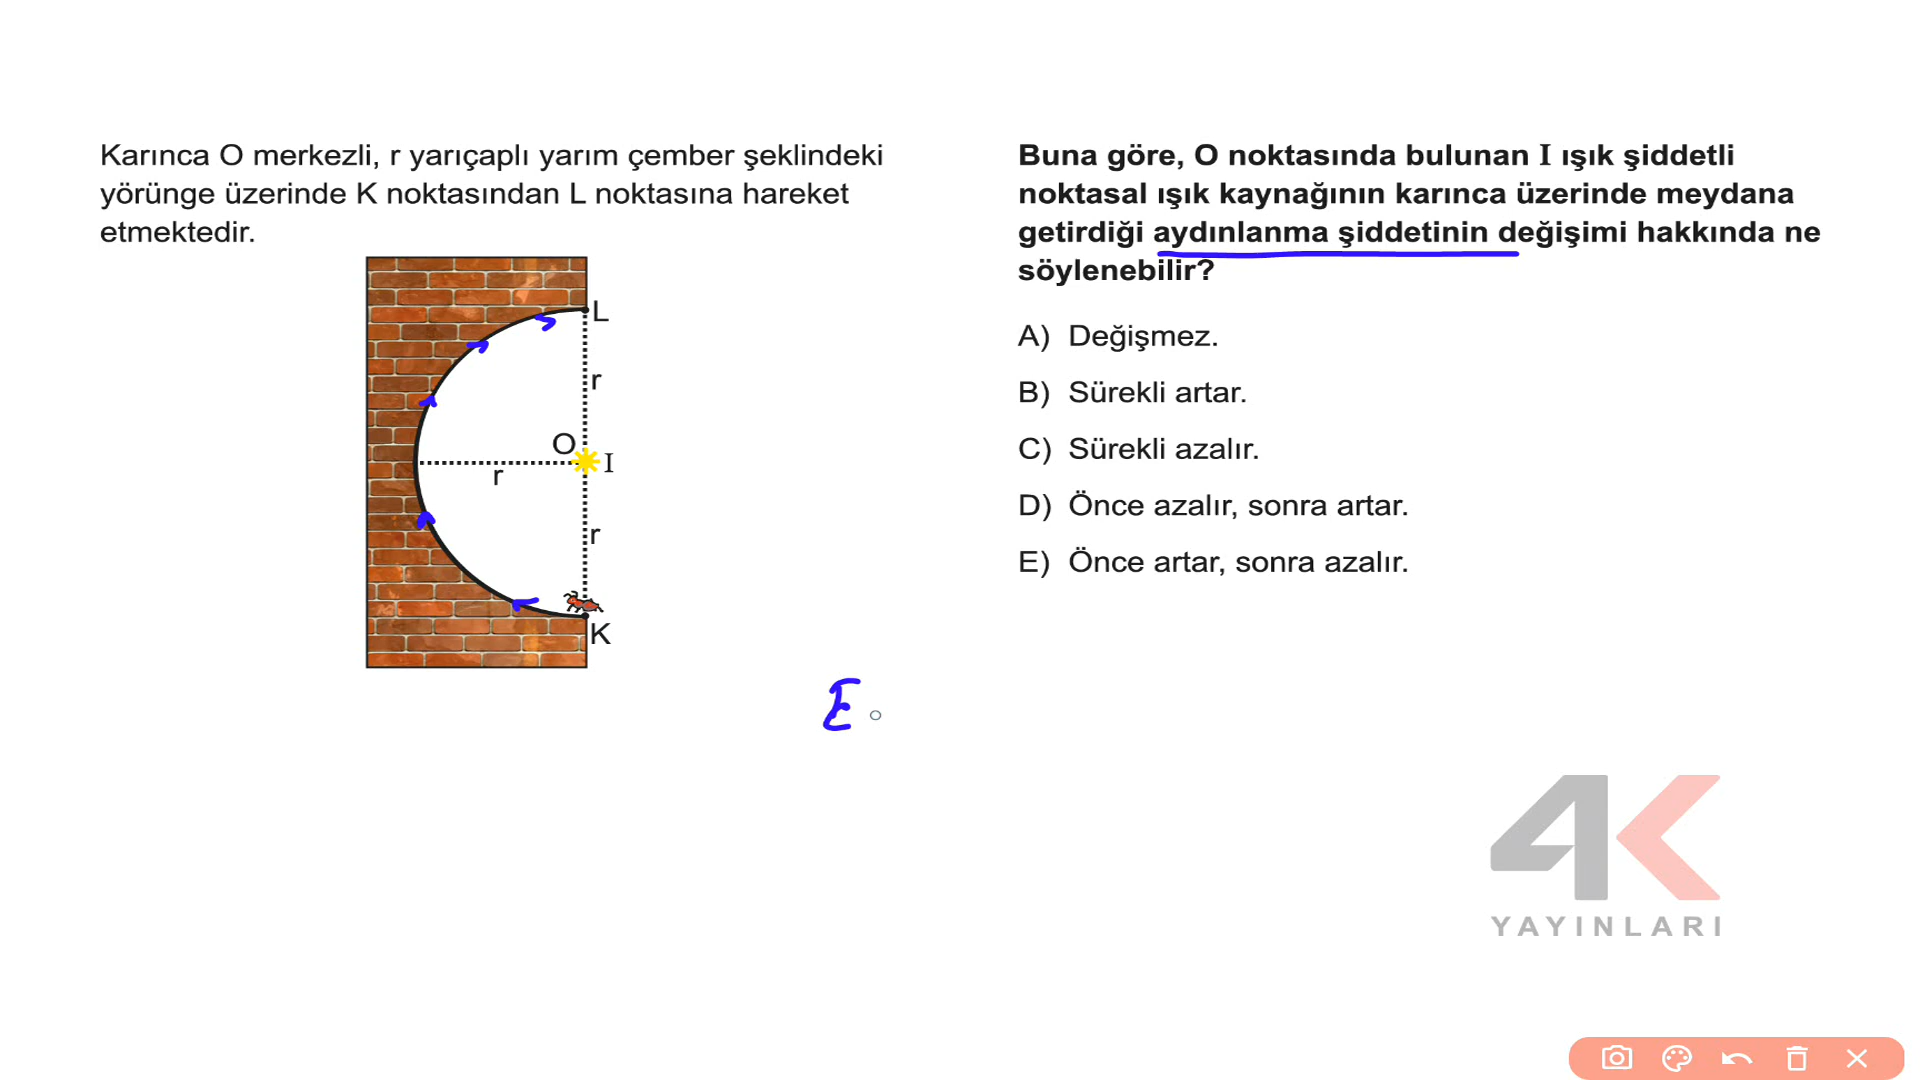 Karınca O merkezli, r yarıçaplı yarım çember şeklindeki
yörünge üzerinde K noktasından L noktasına hareket
etmektedir.
L
r
O
I
r
r
K
E
Buna göre, O noktasında bulunan I ışık şiddetli
noktasal ışık kaynağının karınca üzerinde meydana
getirdiği aydınlanma şiddetinin değişimi hakkında ne
söylenebilir?
A) Değişmez.
B) Sürekli artar.
C) Sürekli azalır.
D) Önce azalır, sonra artar.
E) Önce artar, sonra azalır.
4K
YAYINLARI